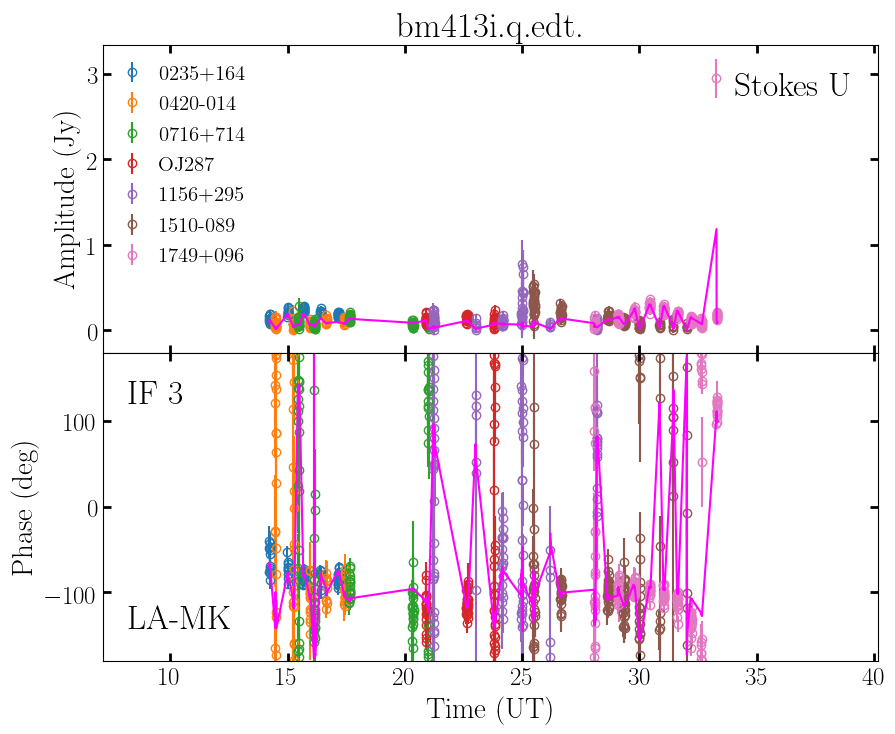 bm413i.q.edt.
Amplitude (Jy)
3
2
1
0
0235+164
0420-014
0716+714
OJ287
1156+295
1510-089
1749+096
Stokes U
Phase (deg)
100
0
−100
IF 3
LA-MK
10 15 20 25 30 35 40
Time (UT)